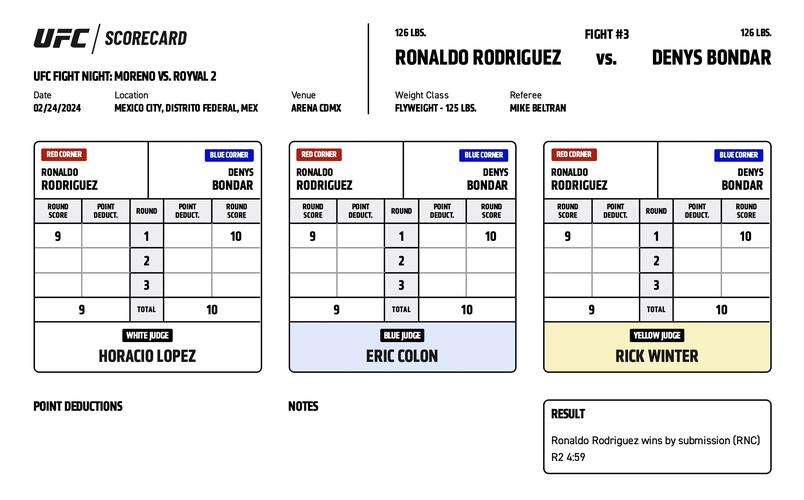 UFC SCORECARD
UFC FIGHT NIGHT: MORENO VS. ROYVAL 2
Date Location Venue
02/24/2024 MEXICO CITY, DISTRITO FEDERAL, MEX ARENA CDMX
126 LBS. FIGHT #3 126 LBS.
RONALDO RODRIGUEZ VS. DENYS BONDAR
Weight Class Referee
FLYWEIGHT - 125 LBS. MIKE BELTRAN
RED CORNER BLUE CORNER
RONALDO DENYS
RODRIGUEZ BONDAR
ROUND SCORE POINT DEDUCT. ROUND POINT DEDUCT. ROUND SCORE
9 1 10
2
3
9 TOTAL 10
WHITE JUDGE
HORACIO LOPEZ
RED CORNER BLUE CORNER
RONALDO DENYS
RODRIGUEZ BONDAR
ROUND SCORE POINT DEDUCT. ROUND POINT DEDUCT. ROUND SCORE
9 1 10
2
3
9 TOTAL 10
BLUE JUDGE
ERIC COLON
RED CORNER BLUE CORNER
RONALDO DENYS
RODRIGUEZ BONDAR
ROUND SCORE POINT DEDUCT. ROUND POINT DEDUCT. ROUND SCORE
9 1 10
2
3
9 TOTAL 10
YELLOW JUDGE
RICK WINTER
POINT DEDUCTIONS
NOTES
RESULT
Ronaldo Rodriguez wins by submission (RNC)
R2 4:59